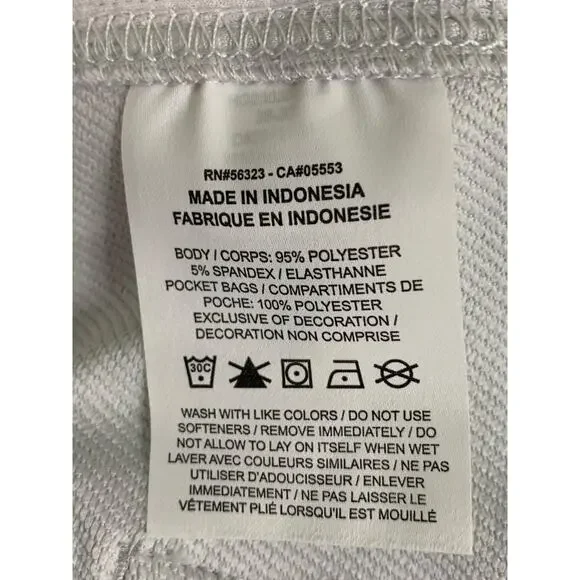 RN#56323 - CA#05553
MADE IN INDONESIA
FABRIQUE EN INDONESIE
BODY / CORPS: 95% POLYESTER
5% SPANDEX / ELASTHANNE
POCKET BAGS / COMPARTIMENTS DE
POCHE: 100% POLYESTER
EXCLUSIVE OF DECORATION /
DECORATION NON COMPRISE
30C
WASH WITH LIKE COLORS / DO NOT USE
SOFTENERS / REMOVE IMMEDIATELY / DO
NOT ALLOW TO LAY ON ITSELF WHEN WET
LAVER AVEC COULEURS SIMILAIRES / NE PAS
UTILISER D'ADOUCISSEUR / ENLEVER
IMMEDIATEMENT / NE PAS LAISSER LE
VÊTEMENT PLIÉ LORSQU'IL EST MOUILLÉ